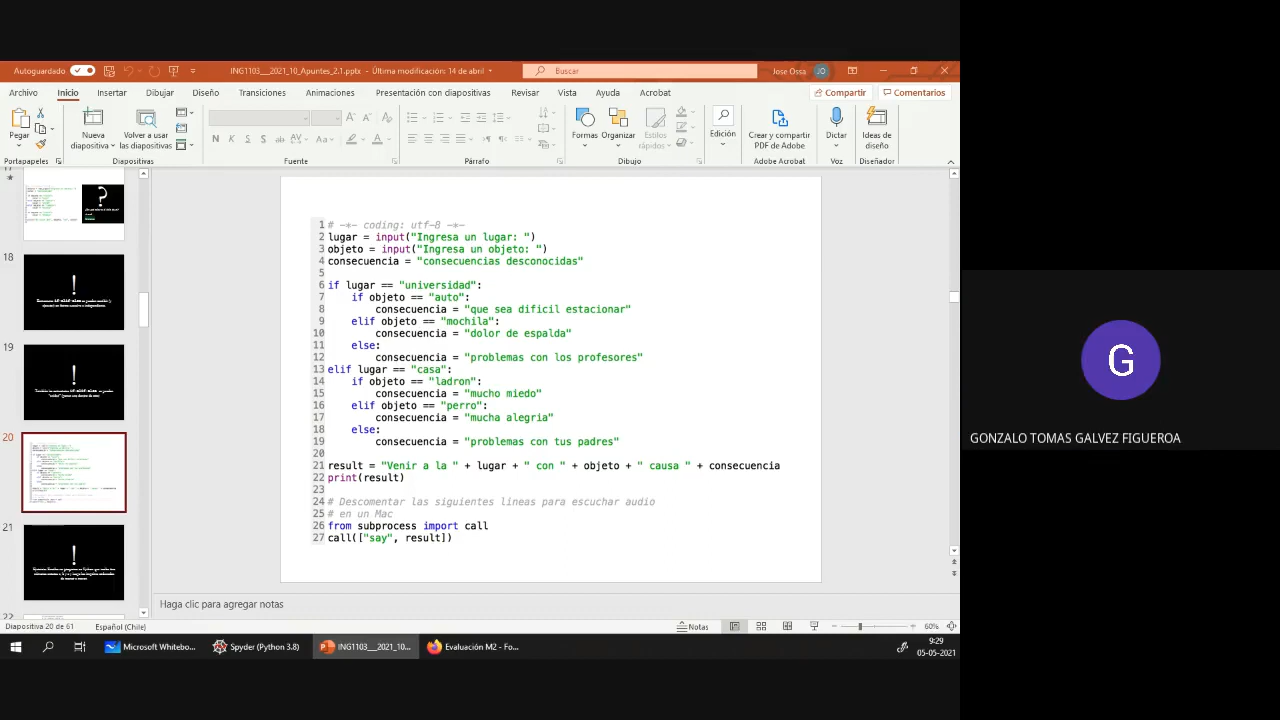 Autoguardado
ING1103___2021_10_Apuntes_2.1.pptx - Última modificación: 14 de abril
Buscar
Jose Ossa
JO
Archivo
Inicio
Insertar
Dibujar
Diseño
Transiciones
Animaciones
Presentación con diapositivas
Revisar
Vista
Ayuda
Acrobat
Compartir
Comentarios
Pegar
Nueva
diapositiva
Volver a usar
las diapositivas
N K S S ab AV Aa
Formas
Organizar
Estilos
rápidos
Edición
Crear y compartir
PDF de Adobe
Dictar
Ideas de
diseño
Portapapeles
Diapositivas
Fuente
Párrafo
Dibujo
Adobe Acrobat
Voz
Diseñador
18
19
20
21
22
1 # -*- coding: utf-8 -*-
2 lugar = input("Ingresa un lugar: ")
3 objeto = input("Ingresa un objeto: ")
4 consecuencia = "consecuencias desconocidas"
5
6 if lugar == "universidad":
7 if objeto == "auto":
8 consecuencia = "que sea dificil estacionar"
9 elif objeto == "mochila":
10 consecuencia = "dolor de espalda"
11 else:
12 consecuencia = "problemas con los profesores"
13 elif lugar == "casa":
14 if objeto == "ladron":
15 consecuencia = "mucho miedo"
16 elif objeto == "perro":
17 consecuencia = "mucha alegria"
18 else:
19 consecuencia = "problemas con tus padres"
20
21 result = "Venir a la " + lugar + " con " + objeto + " causa " + consecuencia
22 print(result)
23
24 # Descomentar las siguientes lineas para escuchar audio
25 # en un Mac
26 from subprocess import call
27 call(["say", result])
Haga clic para agregar notas
Diapositiva 20 de 61
Español (Chile)
Notas
60%
Microsoft Whitebo...
Spyder (Python 3.8)
ING1103___2021_10...
Evaluación M2 - Fo...
9:29
05-05-2021
G
GONZALO TOMAS GALVEZ FIGUEROA